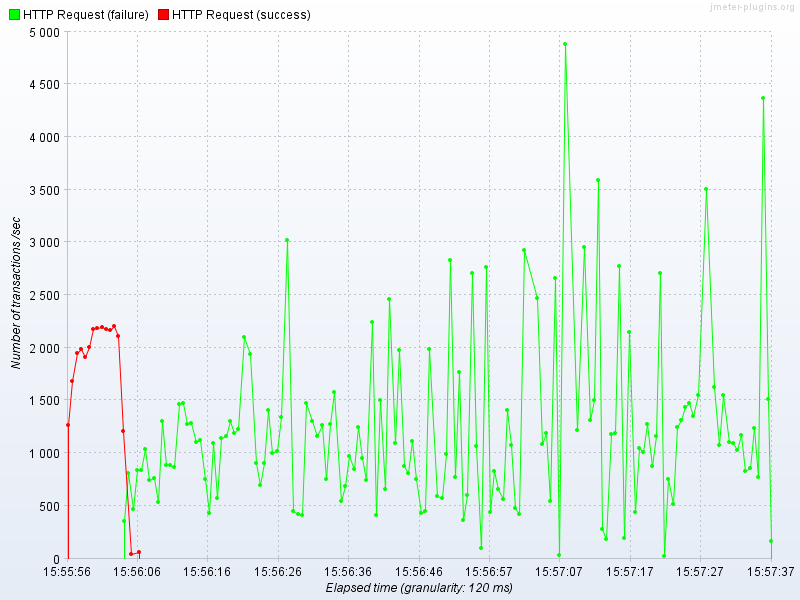 jmeter-plugins.org
HTTP Request (failure) HTTP Request (success)
5 000
4 500
4 000
3 500
3 000
2 500
2 000
1 500
1 000
500
0
Number of transactions /sec
15:55:56 15:56:06 15:56:16 15:56:26 15:56:36 15:56:46 15:56:57 15:57:07 15:57:17 15:57:27 15:57:37
Elapsed time (granularity: 120 ms)